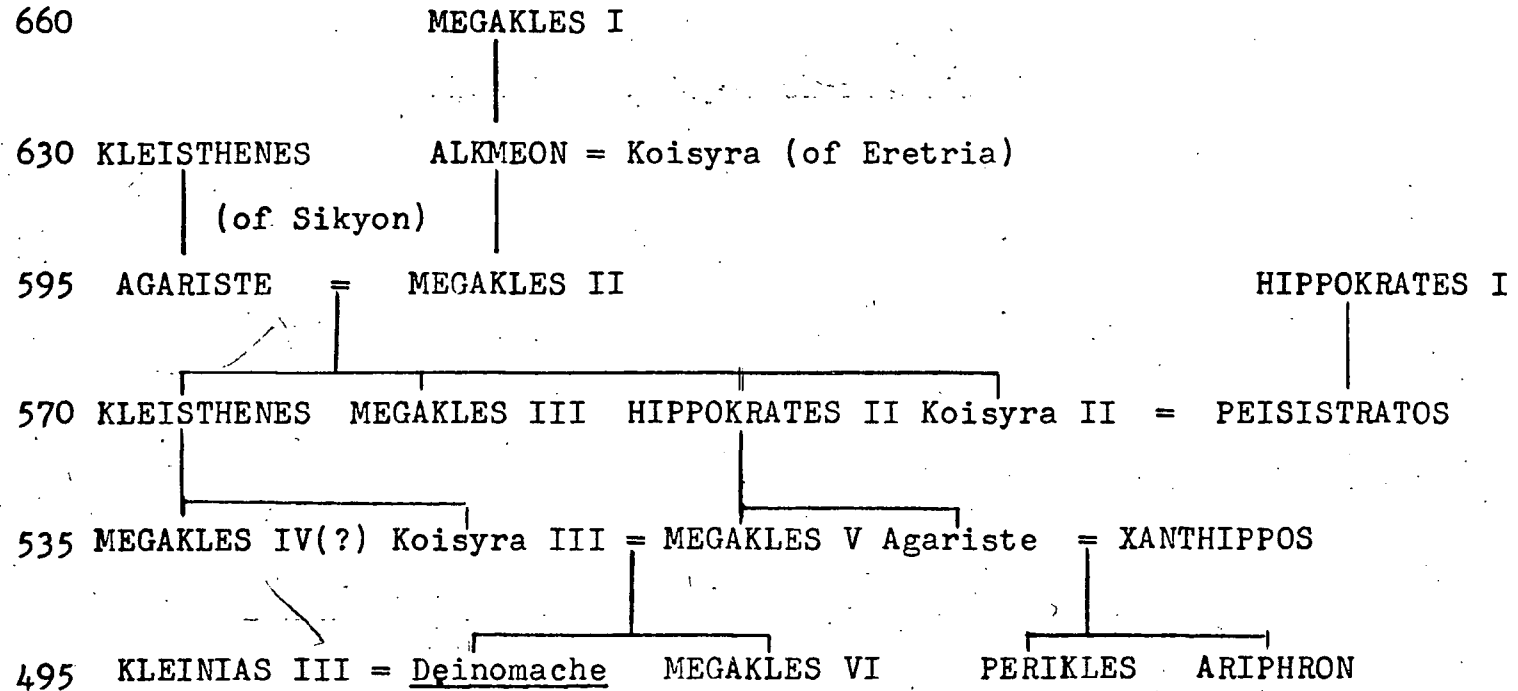 660 MEGAKLES I
630 KLEISTHENES ALKMEON = Koisyra (of Eretria)
(of Sikyon)
595 AGARISTE = MEGAKLES II HIPPOKRATES I
570 KLEISTHENES MEGAKLES III HIPPOKRATES II Koisyra II = PEISISTRATOS
535 MEGAKLES IV(?) Koisyra III = MEGAKLES V Agariste = XANTHIPPOS
495 KLEINIAS III = Deinomache MEGAKLES VI PERIKLES ARIPHRON